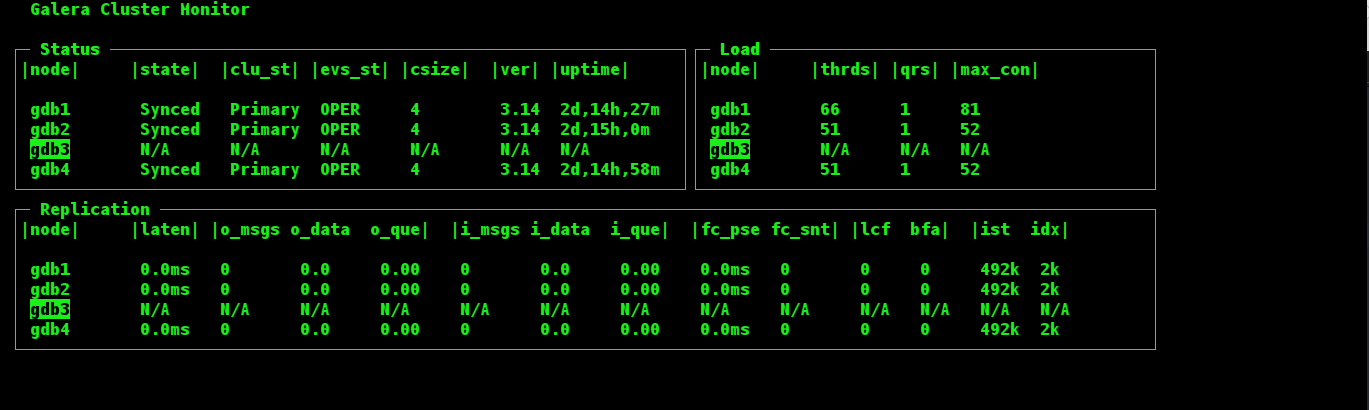 Galera Cluster Monitor
Status
|node| |state| |clu_st| |evs_st| |csize| |ver| |uptime|
gdb1 Synced Primary OPER 4 3.14 2d,14h,27m
gdb2 Synced Primary OPER 4 3.14 2d,15h,0m
gdb3 N/A N/A N/A N/A N/A N/A
gdb4 Synced Primary OPER 4 3.14 2d,14h,58m
Load
|node| |thrds| |qrs| |max_con|
gdb1 66 1 81
gdb2 51 1 52
gdb3 N/A N/A N/A
gdb4 51 1 52
Replication
|node| |laten| |o_msgs o_data o_que| |i_msgs i_data i_que| |fc_pse fc_snt| |lcf bfa| |ist idx|
gdb1 0.0ms 0 0.0 0.00 0 0.0 0.00 0.0ms 0 0 0 492k 2k
gdb2 0.0ms 0 0.0 0.00 0 0.0 0.00 0.0ms 0 0 0 492k 2k
gdb3 N/A N/A N/A N/A N/A N/A N/A N/A N/A N/A N/A N/A N/A
gdb4 0.0ms 0 0.0 0.00 0 0.0 0.00 0.0ms 0 0 0 492k 2k